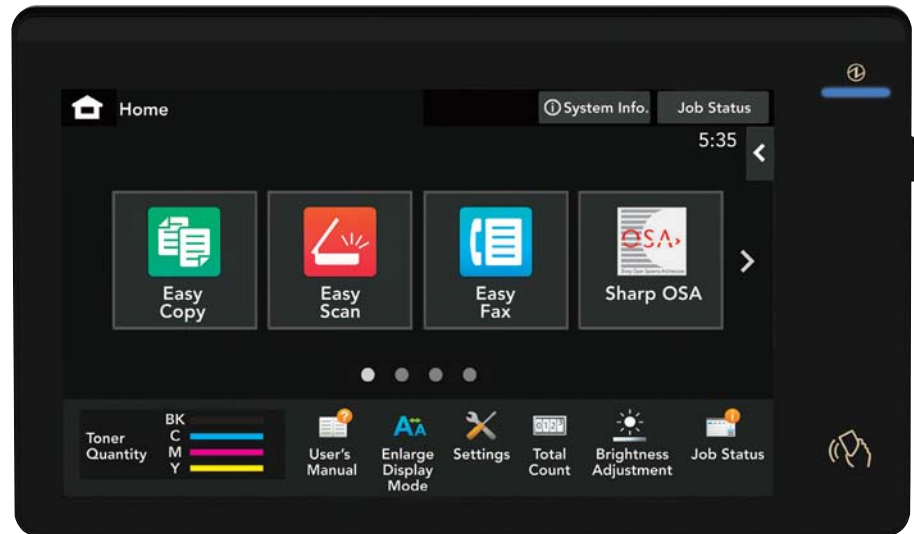 Home
System Info.
Job Status
5:35
Easy
Copy
Easy
Scan
Easy
Fax
OSA
Sharp OSA
Toner
Quantity
BK
C
M
Y
User's
Manual
Enlarge
Display
Mode
Settings
Total
Count
Brightness
Adjustment
Job Status